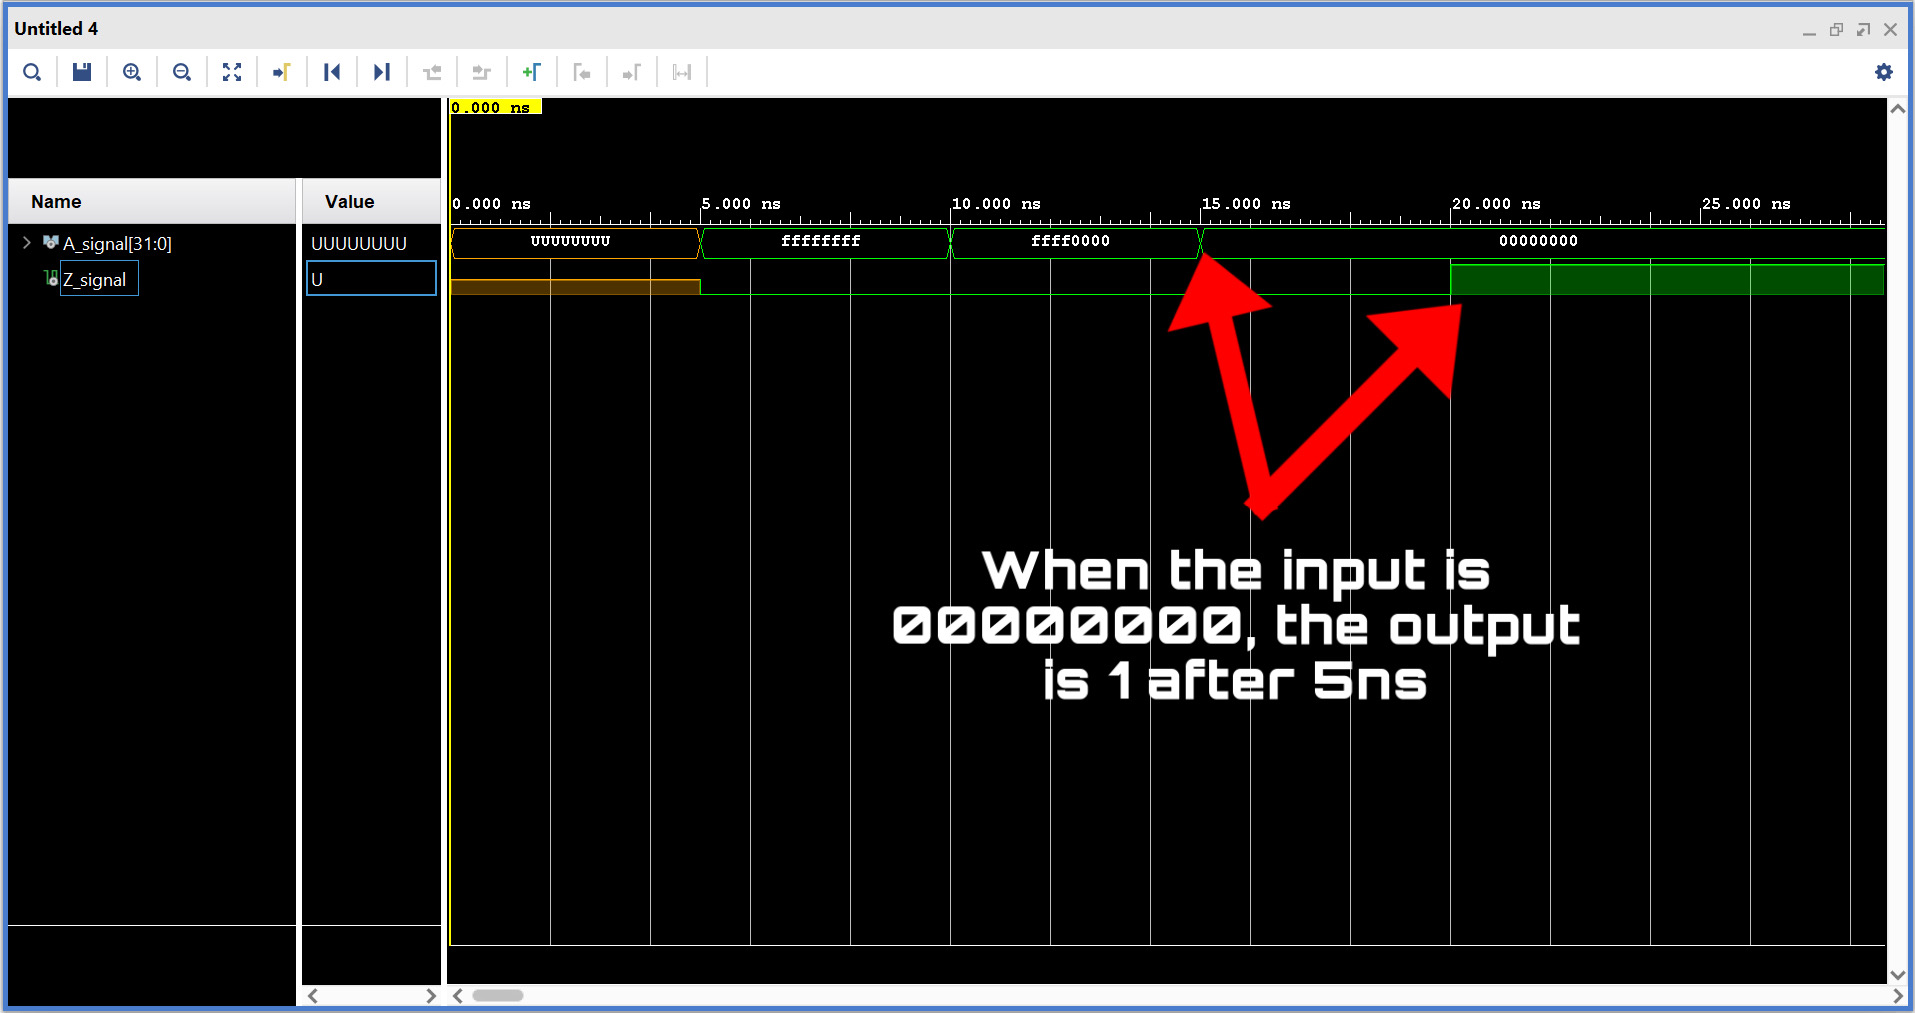 Untitled 4
0.000 ns
Name
Value
0.000 ns
5.000 ns
10.000 ns
15.000 ns
20.000 ns
25.000 ns
A_signal[31:0]
UUUUUUUU
UUUUUUUU
ffffffff
ffff0000
00000000
Z_signal
U
When the input is
00000000, the output
is 1 after 5ns